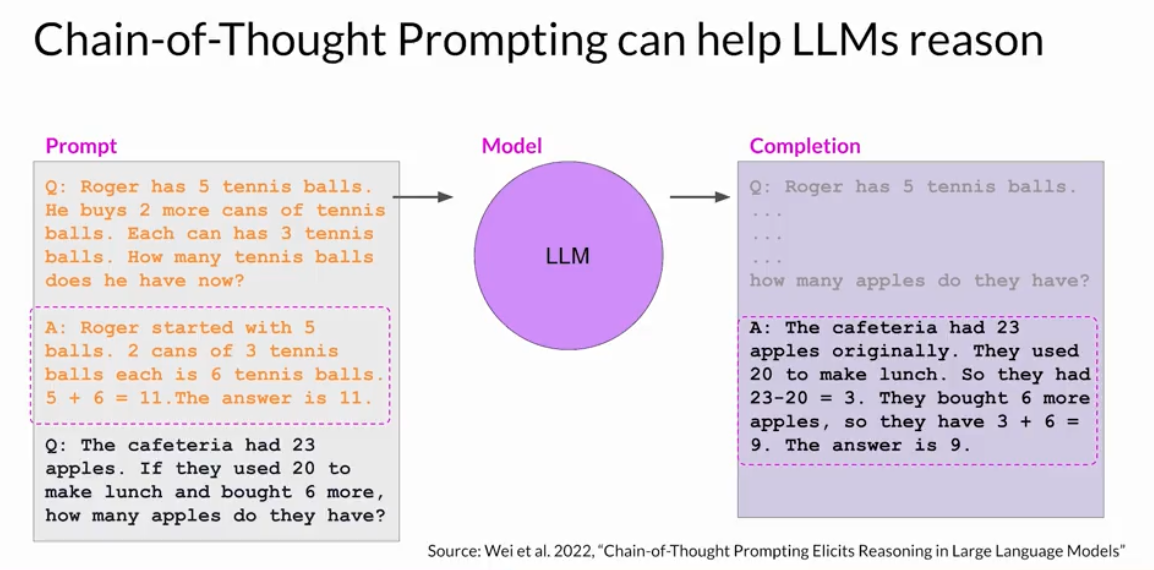 Chain-of-Thought Prompting can help LLMs reason
Prompt
Q: Roger has 5 tennis balls.
He buys 2 more cans of tennis
balls. Each can has 3 tennis
balls. How many tennis balls
does he have now?
A: Roger started with 5
balls. 2 cans of 3 tennis
balls each is 6 tennis balls.
5 + 6 = 11.The answer is 11.
Q: The cafeteria had 23
apples. If they used 20 to
make lunch and bought 6 more,
how many apples do they have?
Model
LLM
Completion
Q: Roger has 5 tennis balls.
...
...
...
how many apples do they have?
A: The cafeteria had 23
apples originally. They used
20 to make lunch. So they had
23-20 = 3. They bought 6 more
apples, so they have 3 + 6 =
9. The answer is 9.
Source: Wei et al. 2022, “Chain-of-Thought Prompting Elicits Reasoning in Large Language Models”